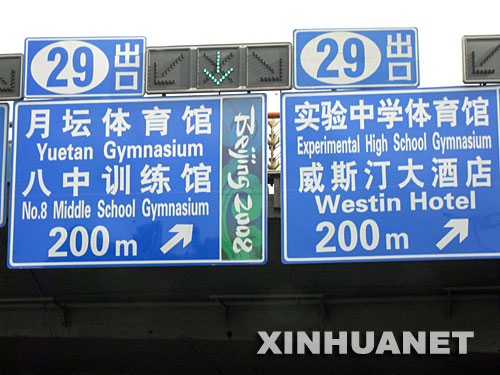 29 出口
月坛体育馆
Yuetan Gymnasium
八中训练馆
No.8 Middle School Gymnasium
200m
Beijing 2008
29 出口
实验中学体育馆
Experimental High School Gymnasium
威斯汀大酒店
Westin Hotel
200m
XINHUANET